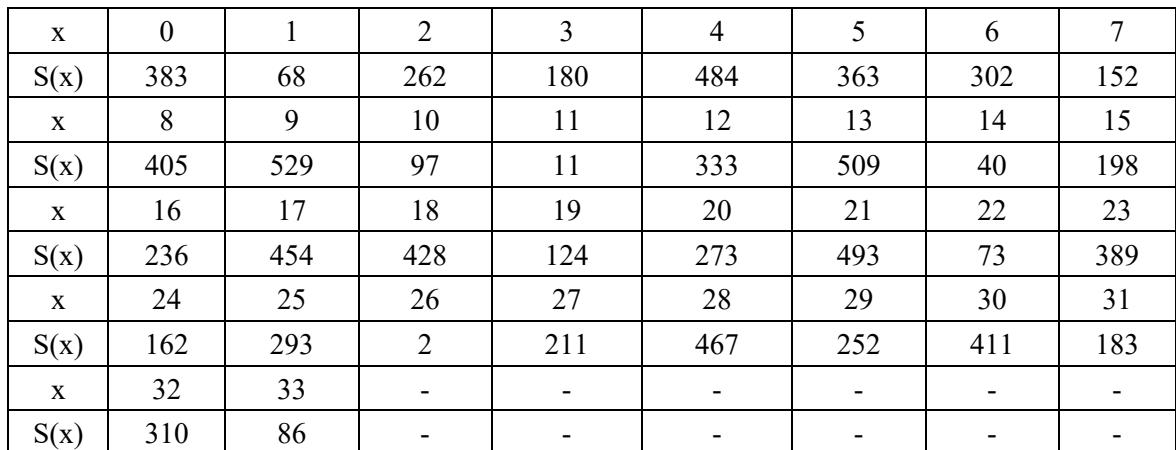 x 0 1 2 3 4 5 6 7
S(x) 383 68 262 180 484 363 302 152
x 8 9 10 11 12 13 14 15
S(x) 405 529 97 11 333 509 40 198
x 16 17 18 19 20 21 22 23
S(x) 236 454 428 124 273 493 73 389
x 24 25 26 27 28 29 30 31
S(x) 162 293 2 211 467 252 411 183
x 32 33 - - - - - -
S(x) 310 86 - - - - - -